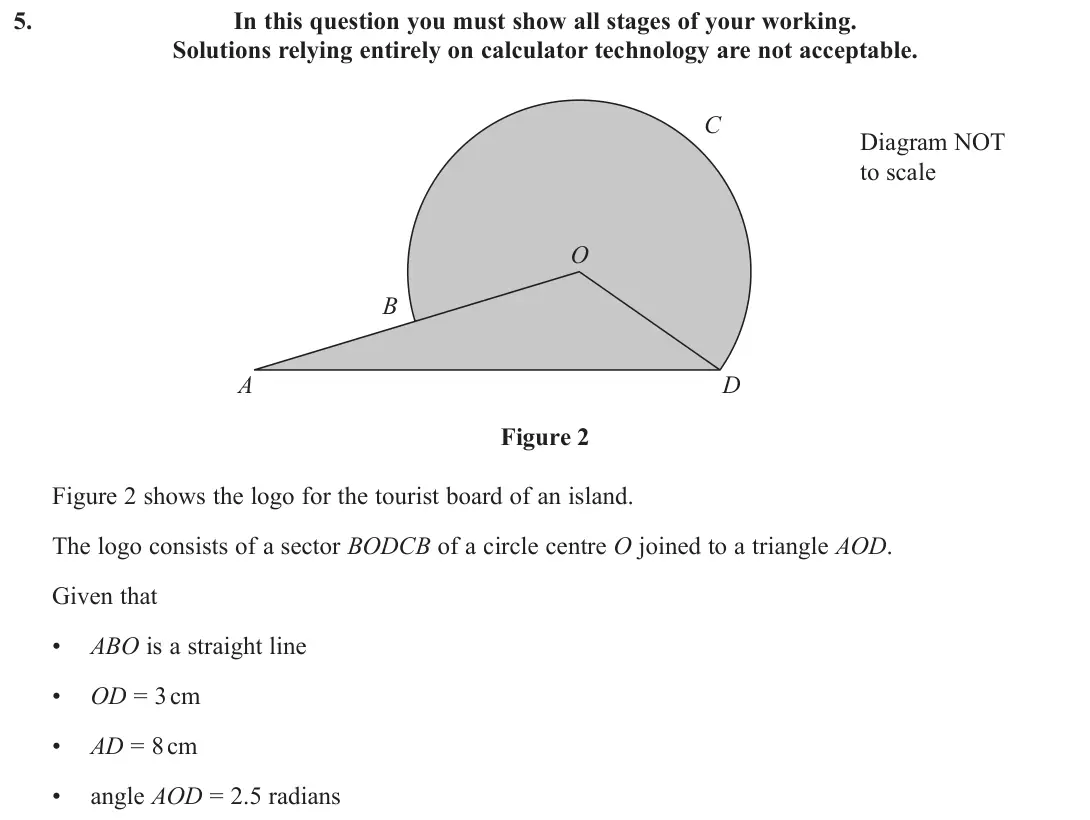 5. In this question you must show all stages of your working.
Solutions relying entirely on calculator technology are not acceptable.
C
Diagram NOT
to scale
O
B
A
D
Figure 2
Figure 2 shows the logo for the tourist board of an island.
The logo consists of a sector BODCB of a circle centre O joined to a triangle AOD.
Given that
• ABO is a straight line
• OD = 3 cm
• AD = 8 cm
• angle AOD = 2.5 radians